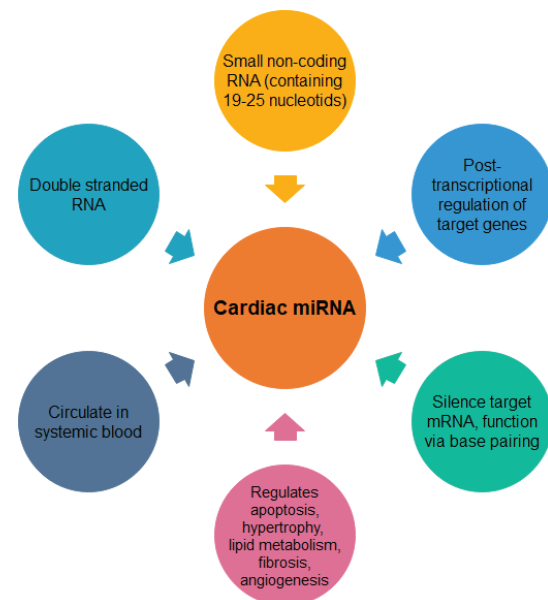 Small non-coding
RNA (containing
19-25 nucleotids)
Double stranded
RNA
Post-
transcriptional
regulation of
target genes
Cardiac miRNA
Circulate in
systemic blood
Silence target
mRNA, function
via base pairing
Regulates
apoptosis,
hypertrophy,
lipid metabolism,
fibrosis,
angiogenesis